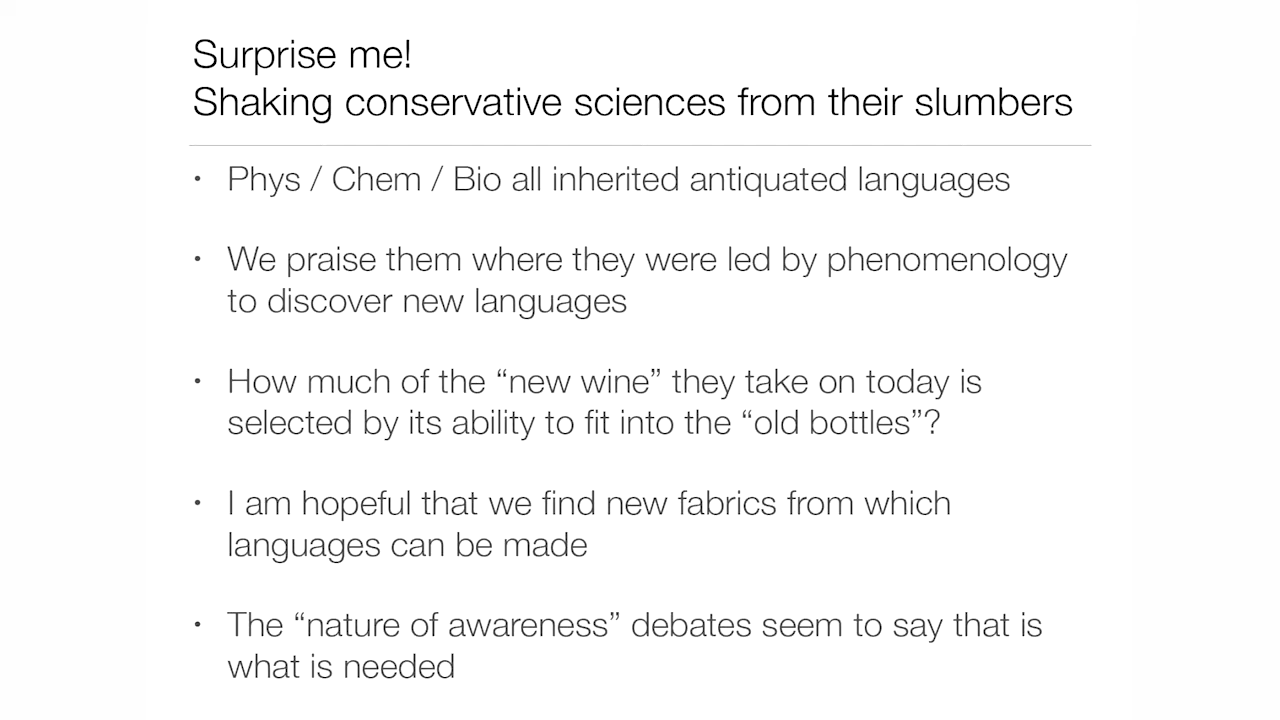 Surprise me!
Shaking conservative sciences from their slumbers
• Phys / Chem / Bio all inherited antiquated languages
• We praise them where they were led by phenomenology
to discover new languages
• How much of the “new wine” they take on today is
selected by its ability to fit into the “old bottles”?
• I am hopeful that we find new fabrics from which
languages can be made
• The “nature of awareness” debates seem to say that is
what is needed